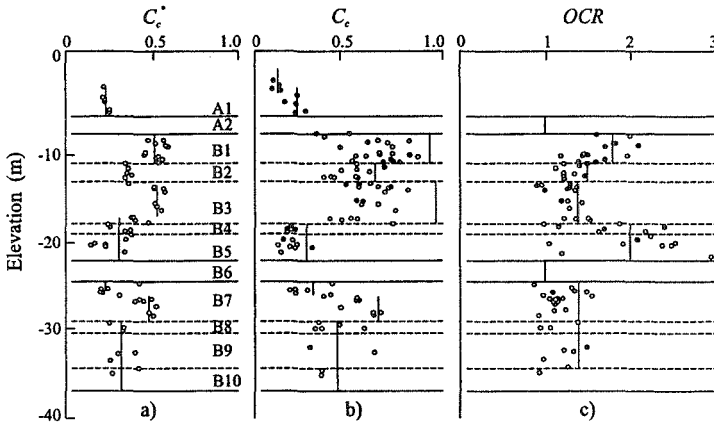 C_c^* C_c OCR
0 0.5 1.0 0 0.5 1.0 0 1 2 3
0
-10
-20
-30
-40
Elevation (m)
A1
A2
B1
B2
B3
B4
B5
B6
B7
B8
B9
B10
a) b) c)